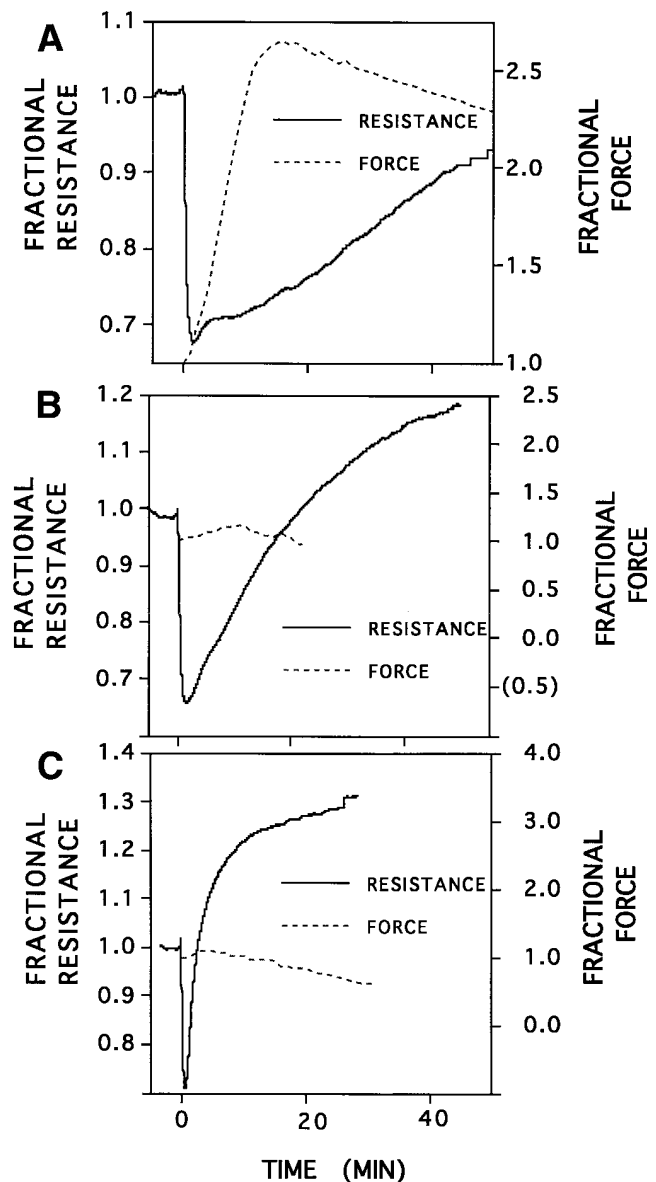 A
FRACTIONAL
RESISTANCE
1.1
1.0
0.9
0.8
0.7
RESISTANCE
FORCE
2.5
2.0
1.5
1.0
FRACTIONAL
FORCE
B
FRACTIONAL
RESISTANCE
1.2
1.1
1.0
0.9
0.8
0.7
RESISTANCE
FORCE
2.5
2.0
1.5
1.0
0.5
0.0
(0.5)
FRACTIONAL
FORCE
C
FRACTIONAL
RESISTANCE
1.4
1.3
1.2
1.1
1.0
0.9
0.8
RESISTANCE
FORCE
4.0
3.0
2.0
1.0
0.0
FRACTIONAL
FORCE
0 20 40
TIME (MIN)